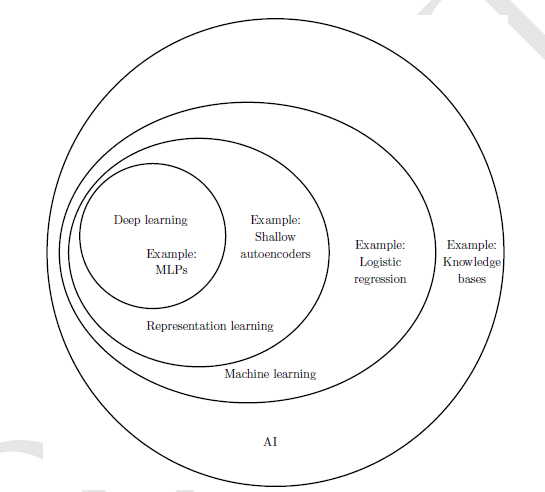 Deep learning
Example:
MLPs
Example:
Shallow
autoencoders
Example:
Logistic
regression
Example:
Knowledge
bases
Representation learning
Machine learning
AI